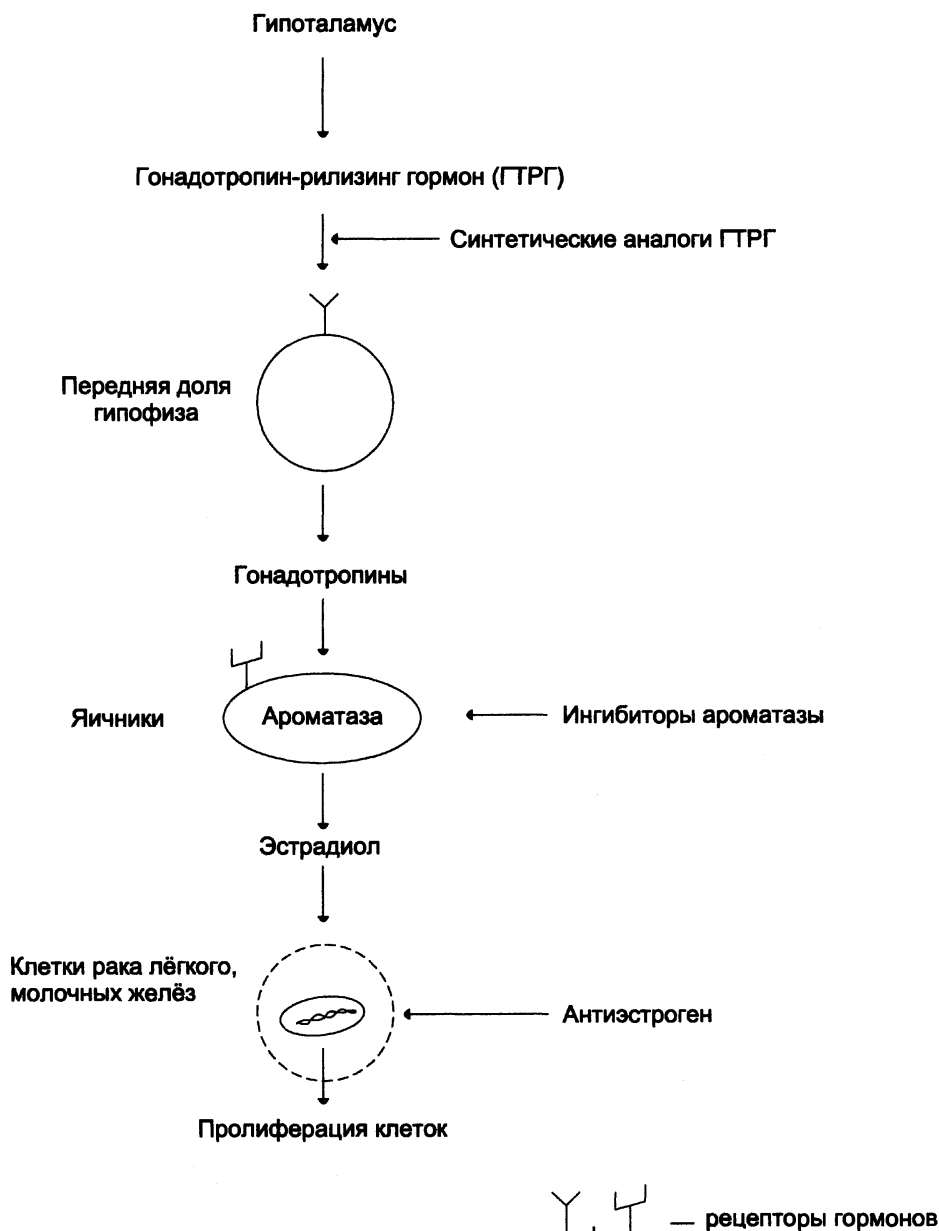 Гипоталамус
Гонадотропин-рилизинг гормон (ГТРГ)
Синтетические аналоги ГТРГ
Передняя доля
гипофиза
Гонадотропины
Яичники
Ароматаза
Ингибиторы ароматазы
Эстрадиол
Клетки рака лёгкого,
молочных желёз
Антиэстроген
Пролиферация клеток
, — рецепторы гормонов